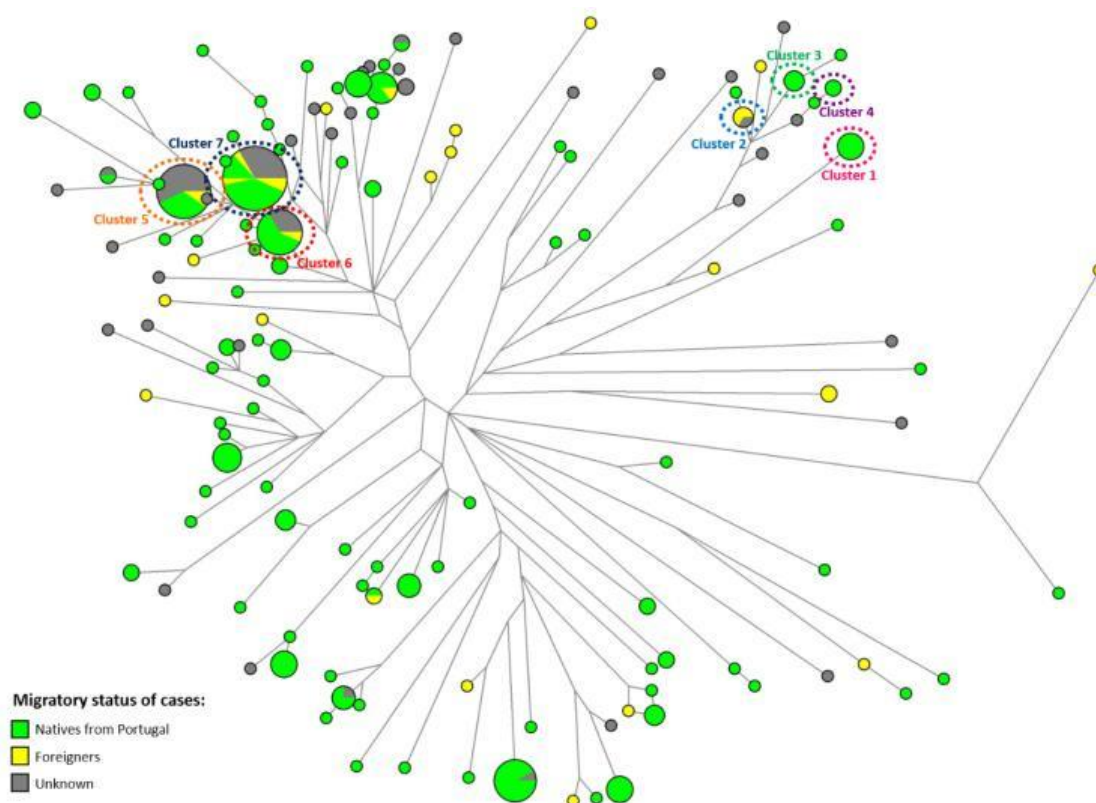 Cluster 3
Cluster 4
Cluster 2
Cluster 1
Cluster 7
Cluster 5
Cluster 6
Migratory status of cases:
Natives from Portugal
Foreigners
Unknown